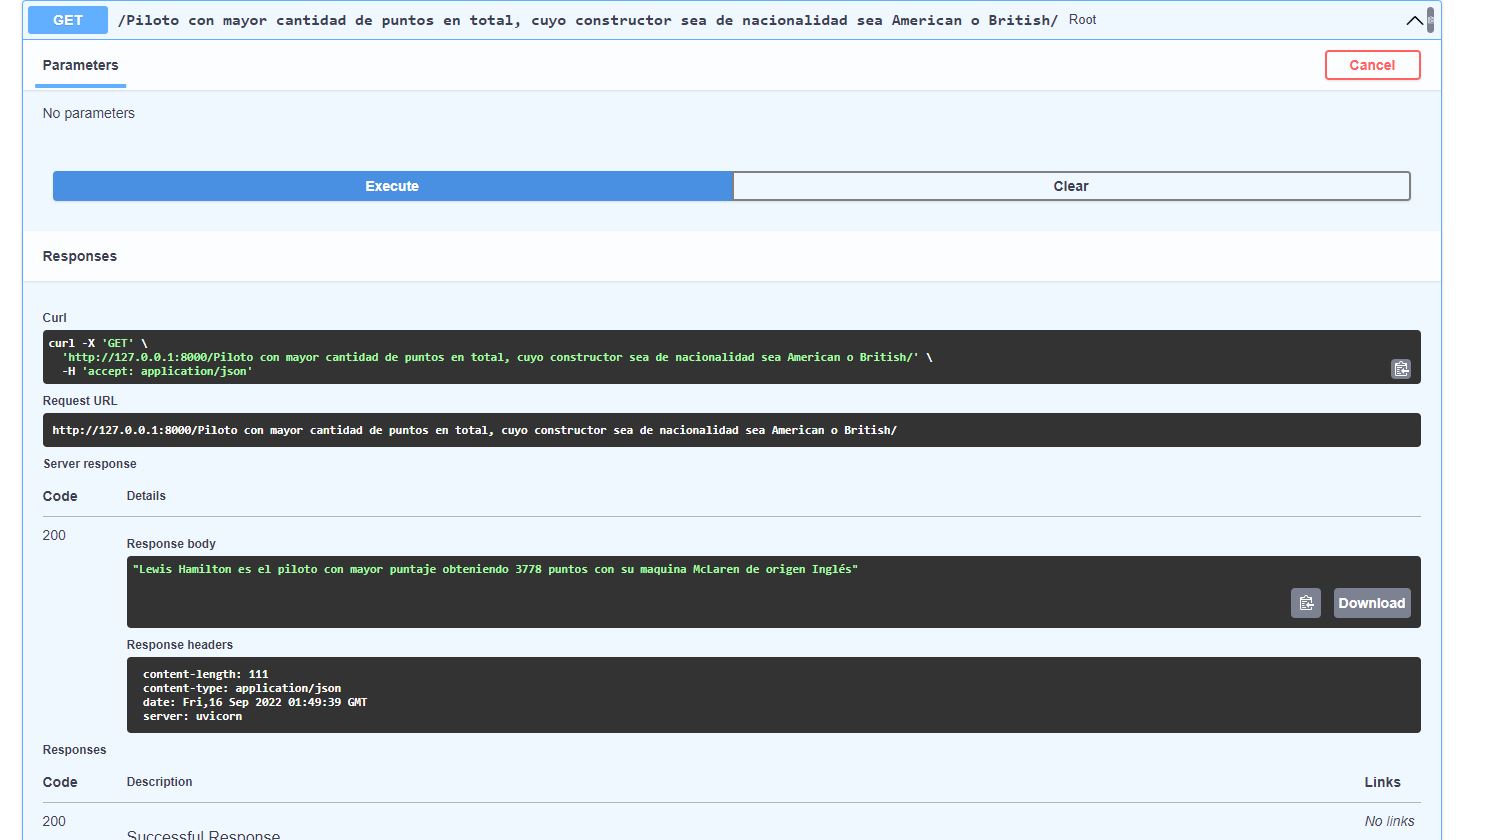 GET /Piloto con mayor cantidad de puntos en total, cuyo constructor sea de nacionalidad sea American o British/ Root
Parameters Cancel
No parameters
Execute Clear
Responses
Curl
curl -X 'GET' \
'http://127.0.0.1:8000/Piloto con mayor cantidad de puntos en total, cuyo constructor sea de nacionalidad sea American o British/' \
-H 'accept: application/json'
Request URL
http://127.0.0.1:8000/Piloto con mayor cantidad de puntos en total, cuyo constructor sea de nacionalidad sea American o British/
Server response
Code Details
200
Response body
"Lewis Hamilton es el piloto con mayor puntaje obteniendo 3778 puntos con su maquina McLaren de origen Inglés"
Download
Response headers
content-length: 111
content-type: application/json
date: Fri,16 Sep 2022 01:49:39 GMT
server: uvicorn
Responses
Code Description Links
200 No links
Successful Response